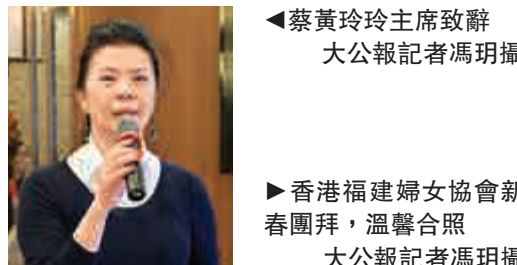 ◀蔡黃玲玲主席致辭
大公報記者馮玥攝
▶香港福建婦女協會新
春團拜，溫馨合照
大公報記者馮玥攝